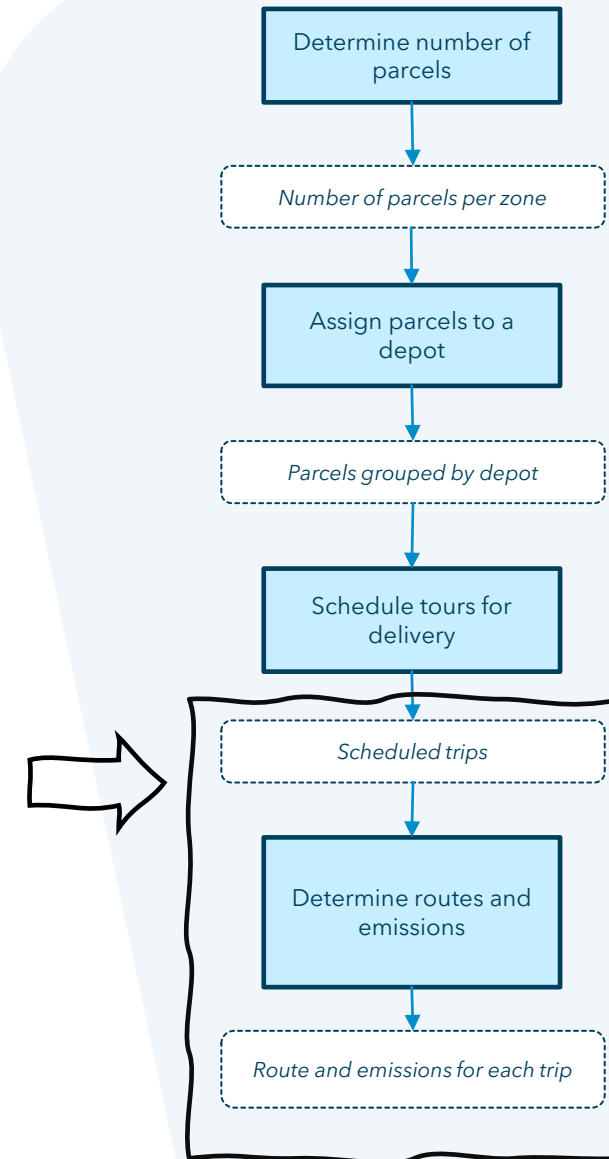 Determine number of
parcels
Number of parcels per zone
Assign parcels to a
depot
Parcels grouped by depot
Schedule tours for
delivery
Scheduled trips
Determine routes and
emissions
Route and emissions for each trip